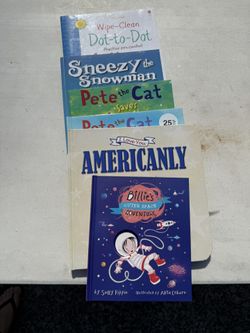 Wipe-Clean
Dot-to-Dot
Sneezy the
Snowman
Pete the Cat
saves
Pete the Cat
25
I Love You
AMERICANLY
Billie's
OUTER SPACE
ADVENTURE